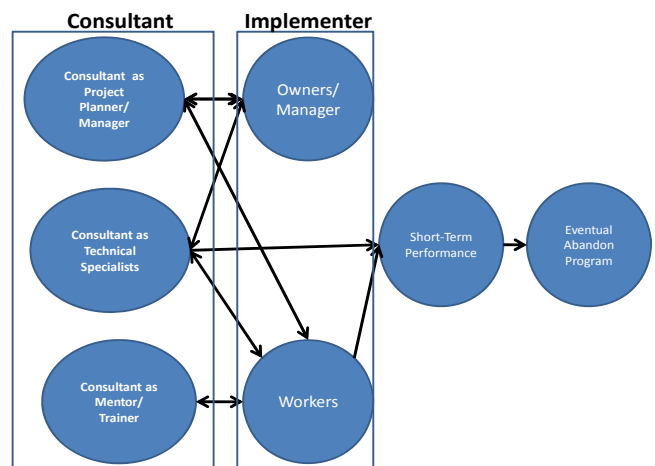 Consultant
Implementer
Consultant as
Project
Planner/
Manager
Owners/
Manager
Consultant as
Technical
Specialists
Short-Term
Performance
Eventual
Abandon
Program
Consultant as
Mentor/
Trainer
Workers